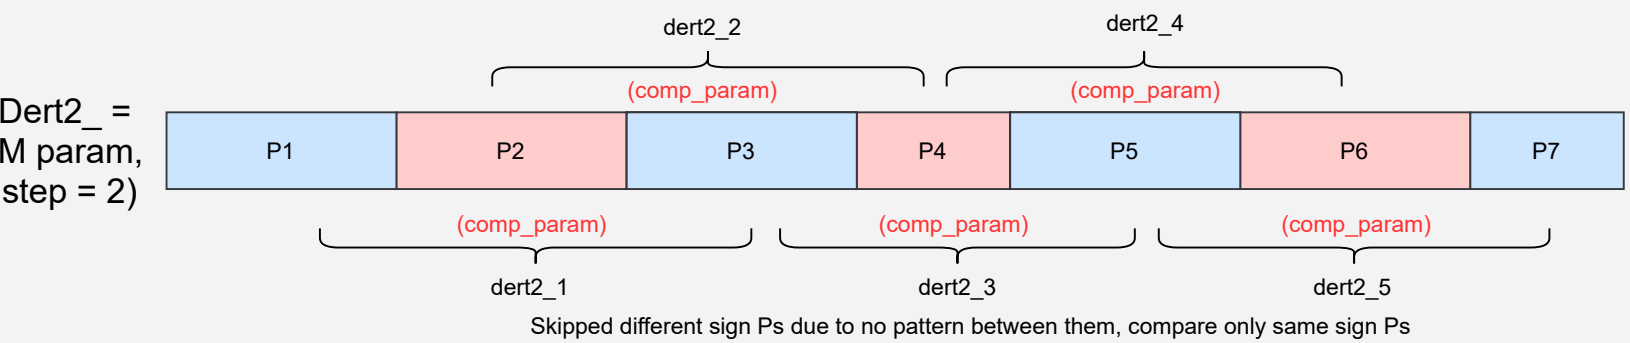 dert2_2
dert2_4
(comp_param)
(comp_param)
Dert2_ =
M param,
step = 2)
P1
P2
P3
P4
P5
P6
P7
(comp_param)
(comp_param)
(comp_param)
dert2_1
dert2_3
dert2_5
Skipped different sign Ps due to no pattern between them, compare only same sign Ps